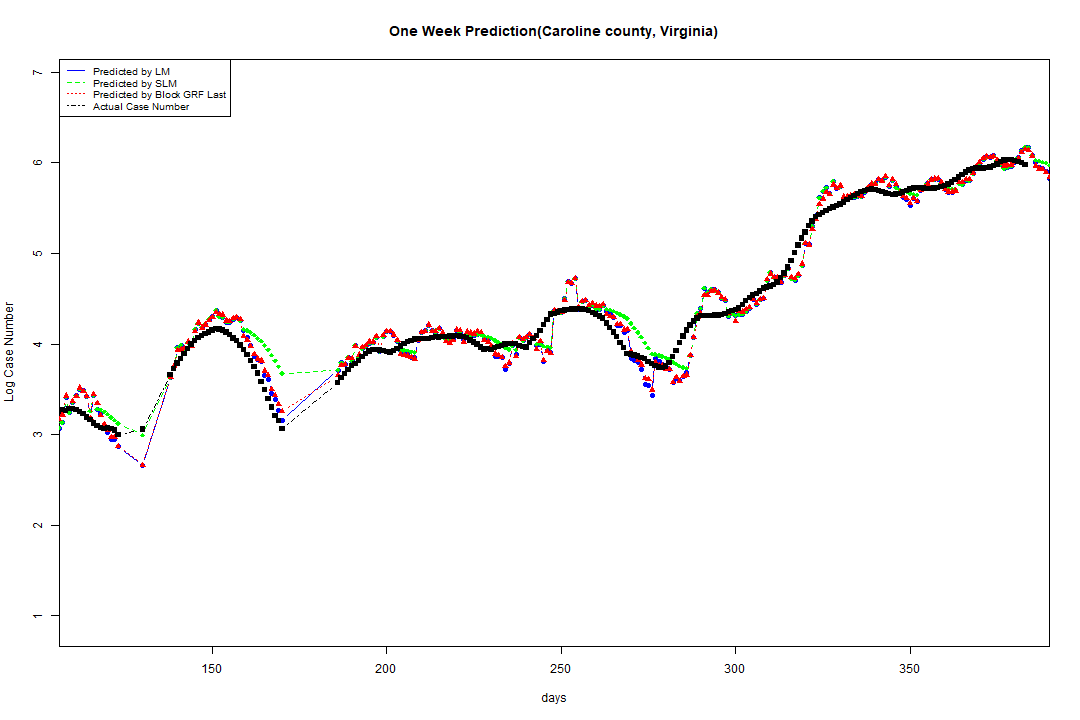 One Week Prediction(Caroline county, Virginia)
Predicted by LM
Predicted by SLM
Predicted by Block GRF Last
Actual Case Number
7
6
5
4
3
2
1
Log Case Number
150 200 250 300 350
days